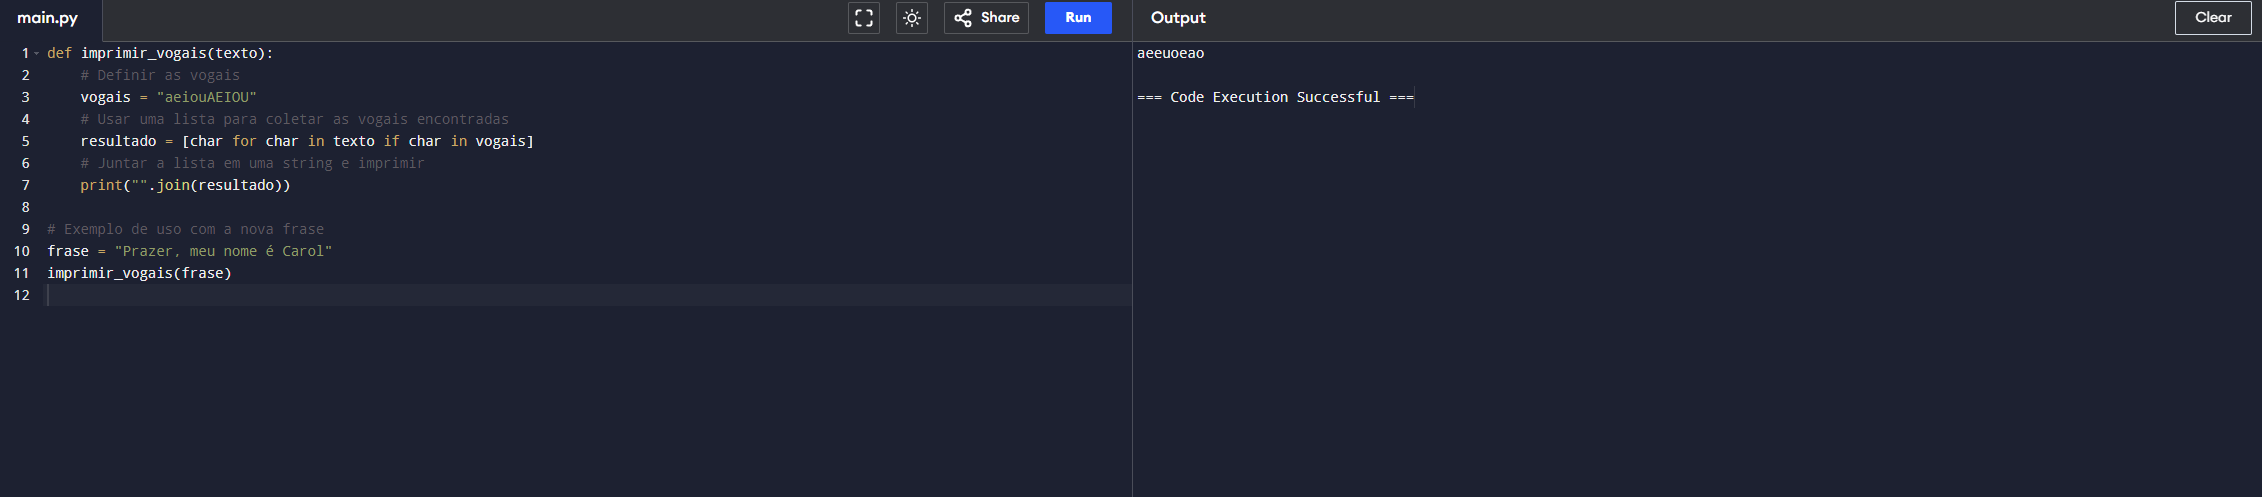 main.py
Share
Run
Output
Clear
1 def imprimir_vogais(texto):
2     # Definir as vogais
3     vogais = "aeiouAEIOU"
4     # Usar uma lista para coletar as vogais encontradas
5     resultado = [char for char in texto if char in vogais]
6     # Juntar a lista em uma string e imprimir
7     print("".join(resultado))
8
9 # Exemplo de uso com a nova frase
10 frase = "Prazer, meu nome é Carol"
11 imprimir_vogais(frase)
12
aeeuoeao
=== Code Execution Successful ===